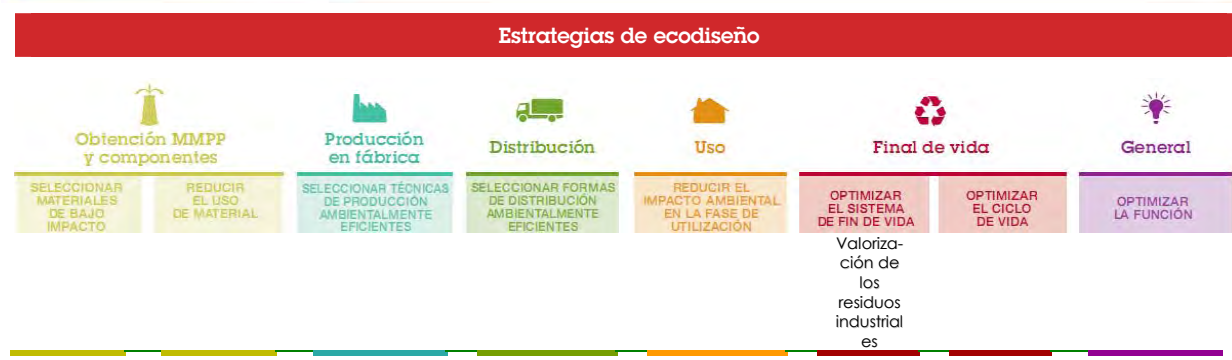 Estrategias de ecodiseño
Obtención MMPP
y componentes
Producción
en fábrica
Distribución
Uso
Final de vida
General
SELECCIONAR
MATERIALES
DE BAJO
IMPACTO
REDUCIR
EL USO
DE MATERIAL
SELECCIONAR TÉCNICAS
DE PRODUCCIÓN
AMBIENTALMENTE
EFICIENTES
SELECCIONAR FORMAS
DE DISTRIBUCIÓN
AMBIENTALMENTE
EFICIENTES
REDUCIR EL
IMPACTO AMBIENTAL
EN LA FASE DE
UTILIZACIÓN
OPTIMIZAR
EL SISTEMA
DE FIN DE VIDA
OPTIMIZAR
EL CICLO
DE VIDA
OPTIMIZAR
LA FUNCIÓN
Valoriza-
ción de
los
residuos
industrial
es